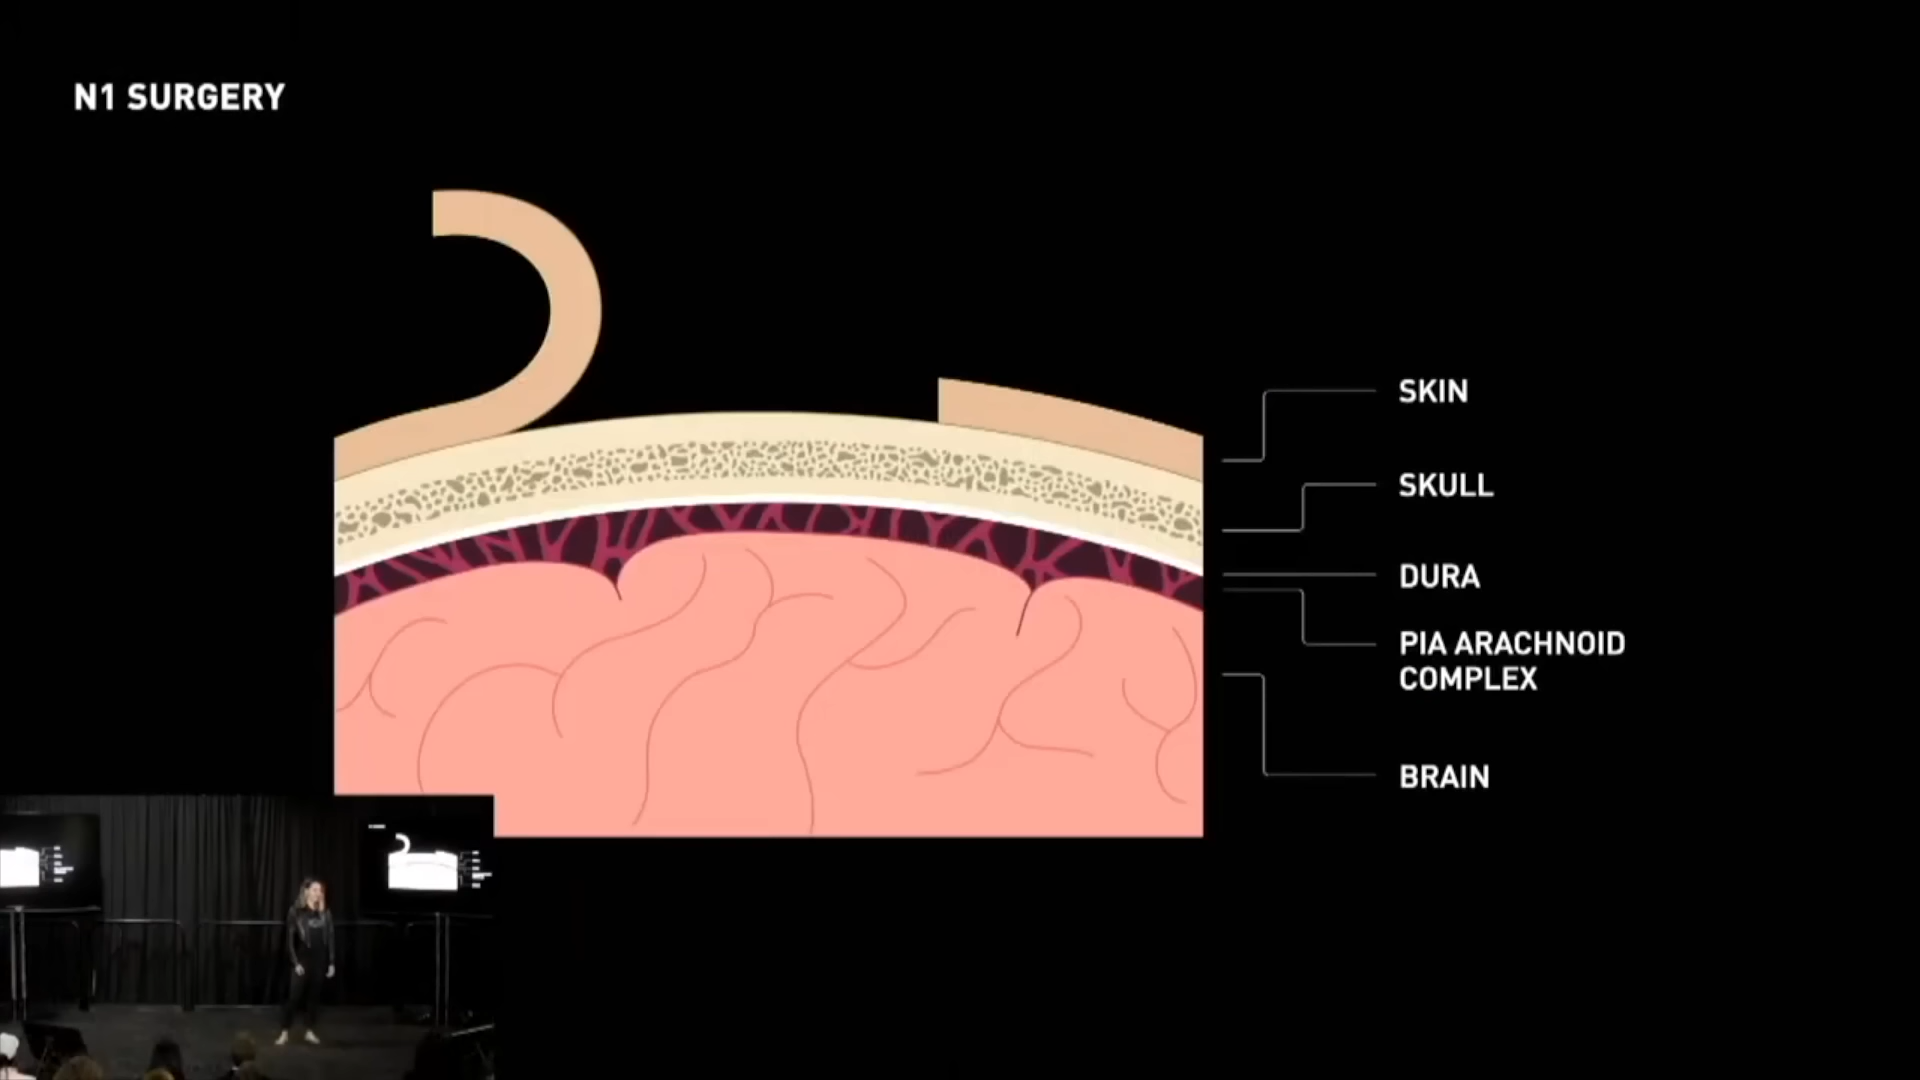 N1 SURGERY
SKIN
SKULL
DURA
PIA ARACHNOID
COMPLEX
BRAIN